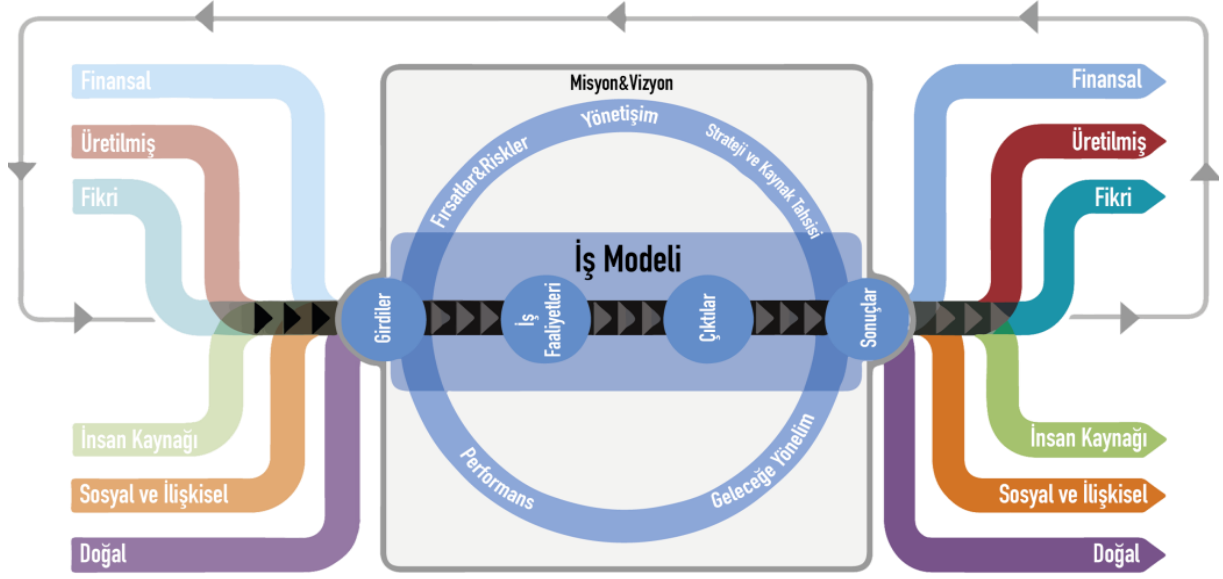 Finansal
Üretilmiş
Fikri
İnsan Kaynağı
Sosyal ve İlişkisel
Doğal
Misyon&Vizyon
Yönetişim
Fırsatlar&Riskler
Strateji ve Kaynak Tahsisi
İş Modeli
Girdiler
İş
Faaliyetleri
Çıktılar
Sonuçlar
Performans
Geleceğe Yönelim
Finansal
Üretilmiş
Fikri
İnsan Kaynağı
Sosyal ve İlişkisel
Doğal